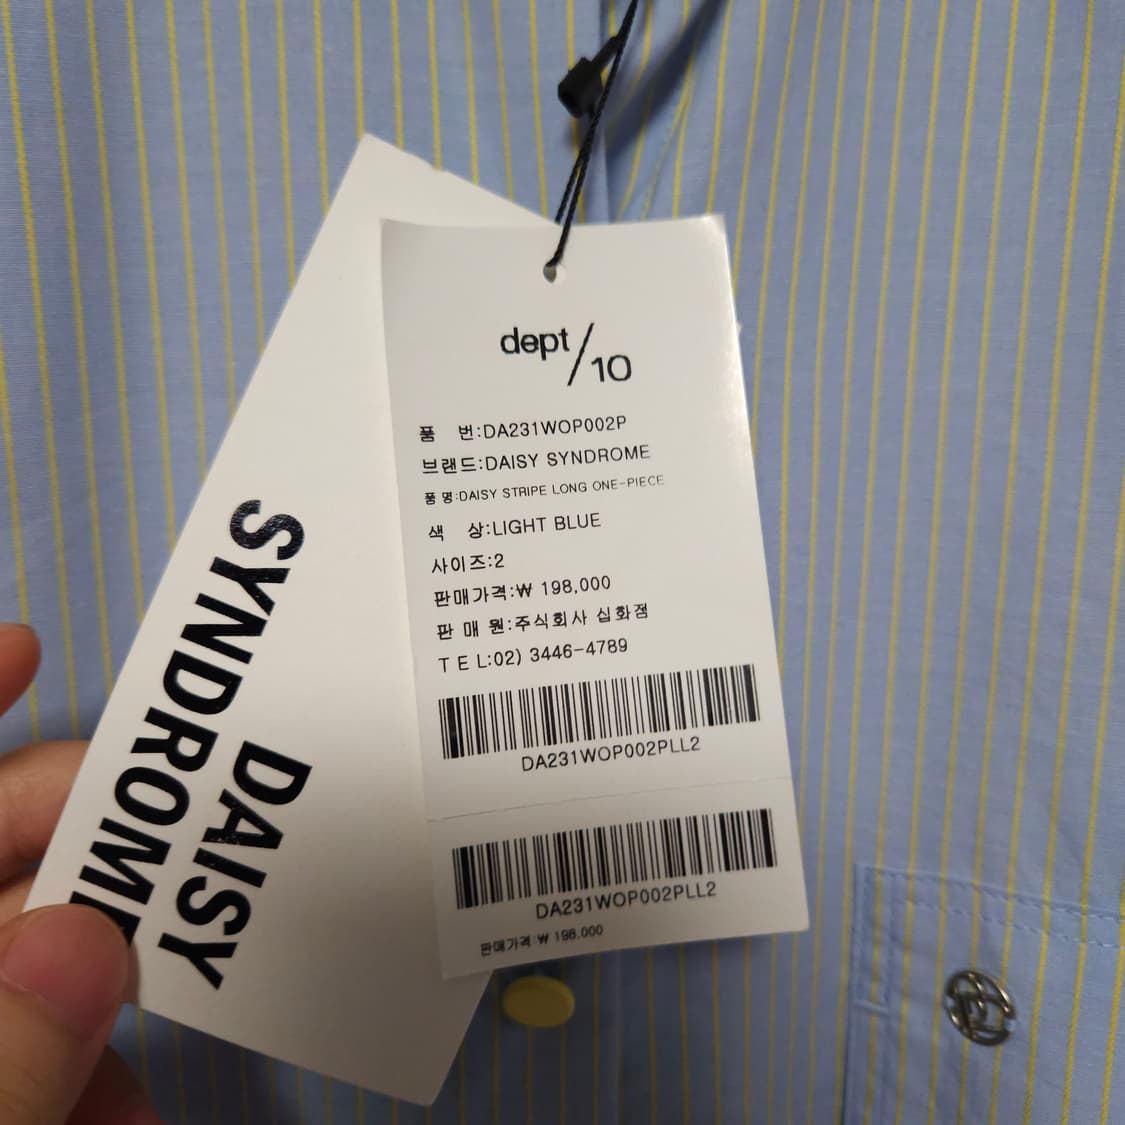 dept/10
품 번:DA231WOP002P
브랜드:DAISY SYNDROME
품 명:DAISY STRIPE LONG ONE-PIECE
색 상:LIGHT BLUE
사이즈:2
판매가격:₩ 198,000
판 매 원:주식회사 십화점
T E L:02) 3446-4789
DA231WOP002PLL2
DA231WOP002PLL2
판매가격:₩ 198,000
DAISY
SYNDROME